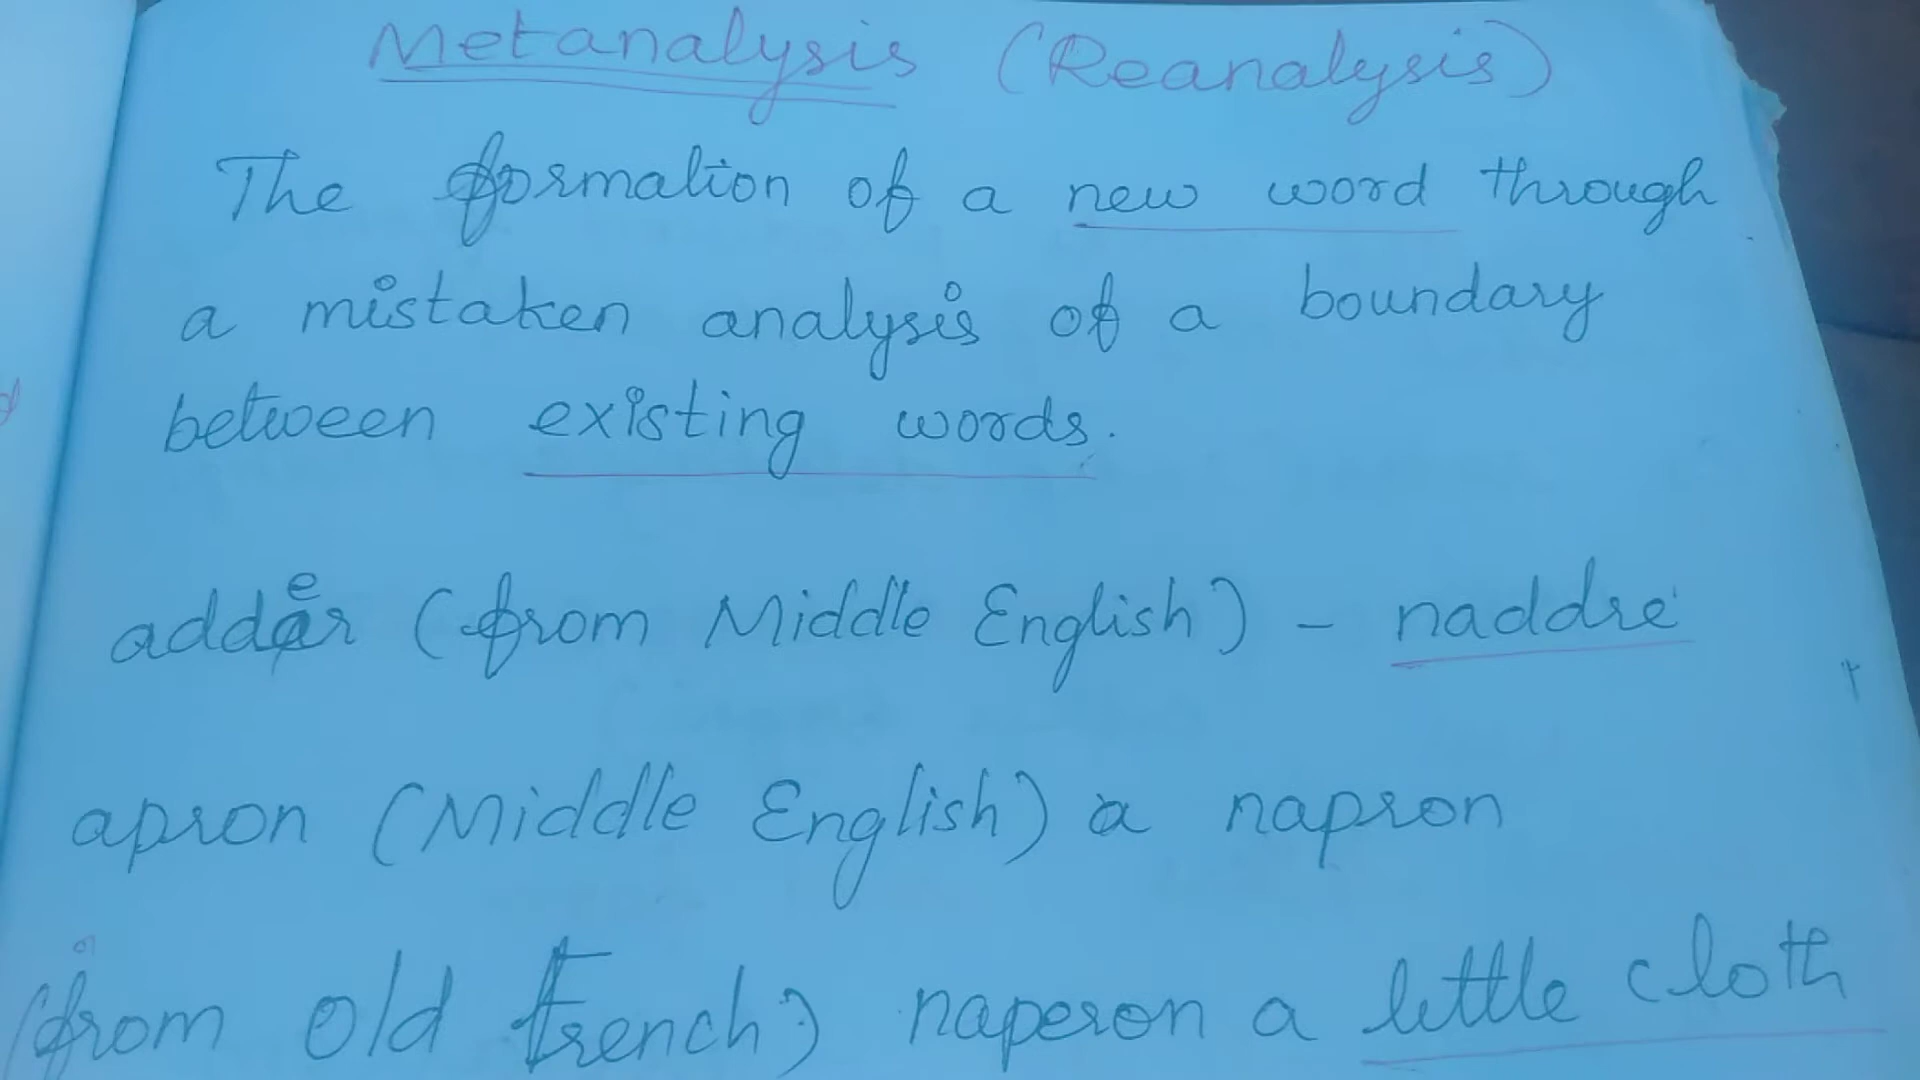 Metanalysis (Reanalysis)
The formation of a new word through
a mistaken analysis of a boundary
between existing words.
adder (from Middle English) - naddre
apron (Middle English) a napron
(from old French) naperon a little cloth